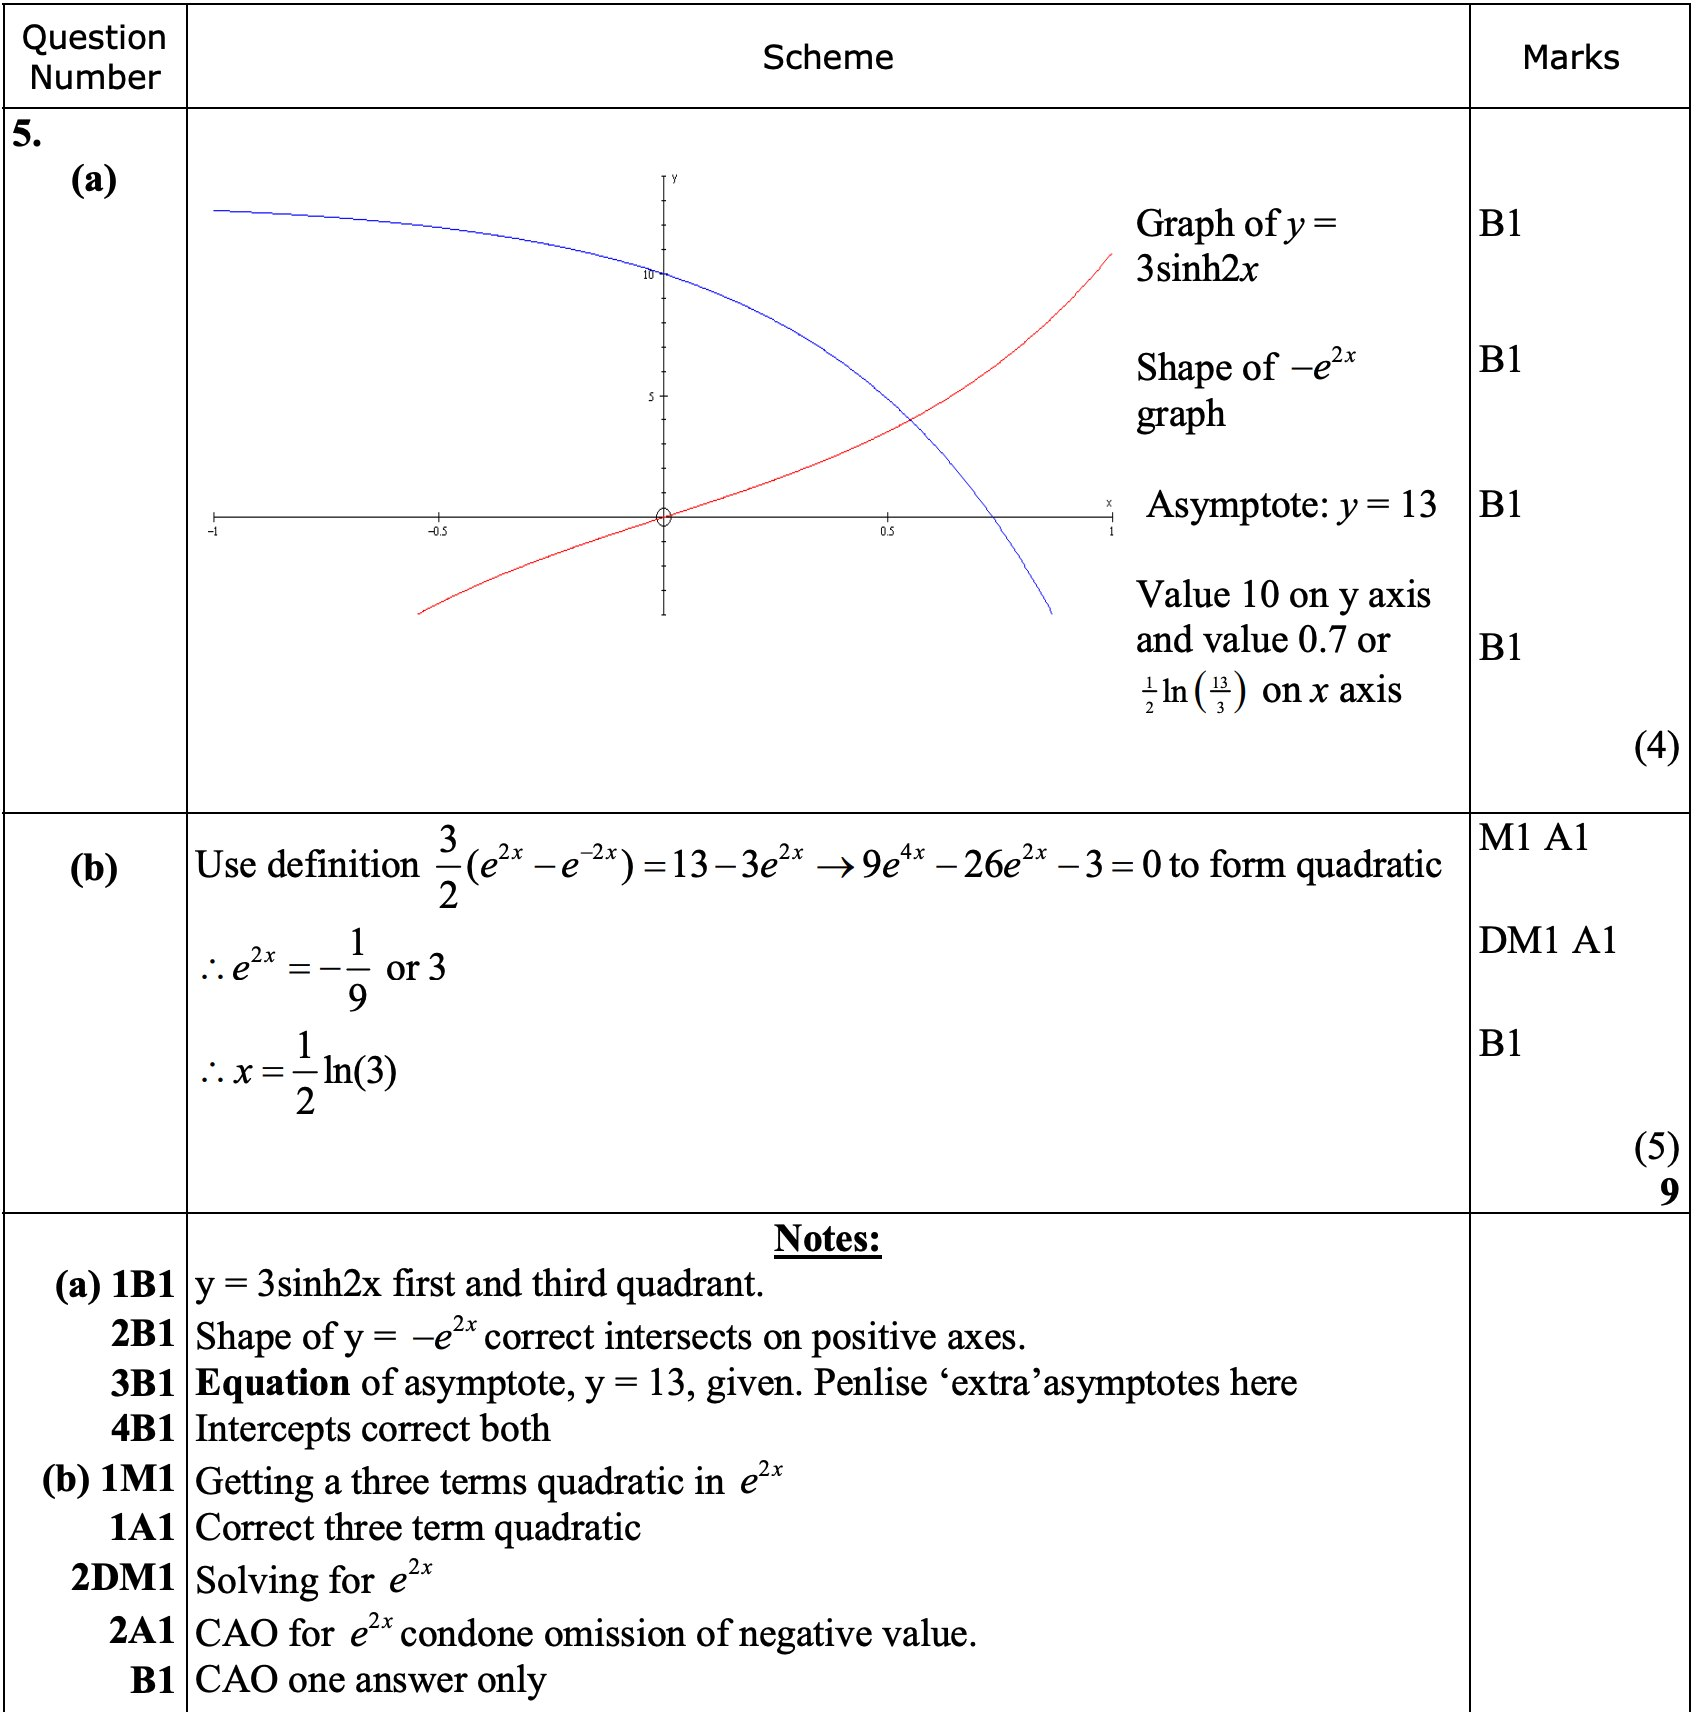 Question Number Scheme Marks
5.
(a)
y
10
5
-1 -0.5 0 0.5 1
x
Graph of y =
3sinh2x
B1
Shape of −e^{2x}
graph
B1
Asymptote: y = 13
B1
Value 10 on y axis
and value 0.7 or
½ ln(13/3) on x axis
B1
(4)
(b)
Use definition 3/2(e^{2x} − e^{−2x}) = 13 − 3e^{2x} → 9e^{4x} − 26e^{2x} − 3 = 0 to form quadratic
M1 A1
∴ e^{2x} = −1/9 or 3
DM1 A1
∴ x = 1/2 ln(3)
B1
(5)
9
Notes:
(a) 1B1 y = 3sinh2x first and third quadrant.
2B1 Shape of y = −e^{2x} correct intersects on positive axes.
3B1 Equation of asymptote, y = 13, given. Penlise ‘extra’asymptotes here
4B1 Intercepts correct both
(b) 1M1 Getting a three terms quadratic in e^{2x}
1A1 Correct three term quadratic
2DM1 Solving for e^{2x}
2A1 CAO for e^{2x} condone omission of negative value.
B1 CAO one answer only